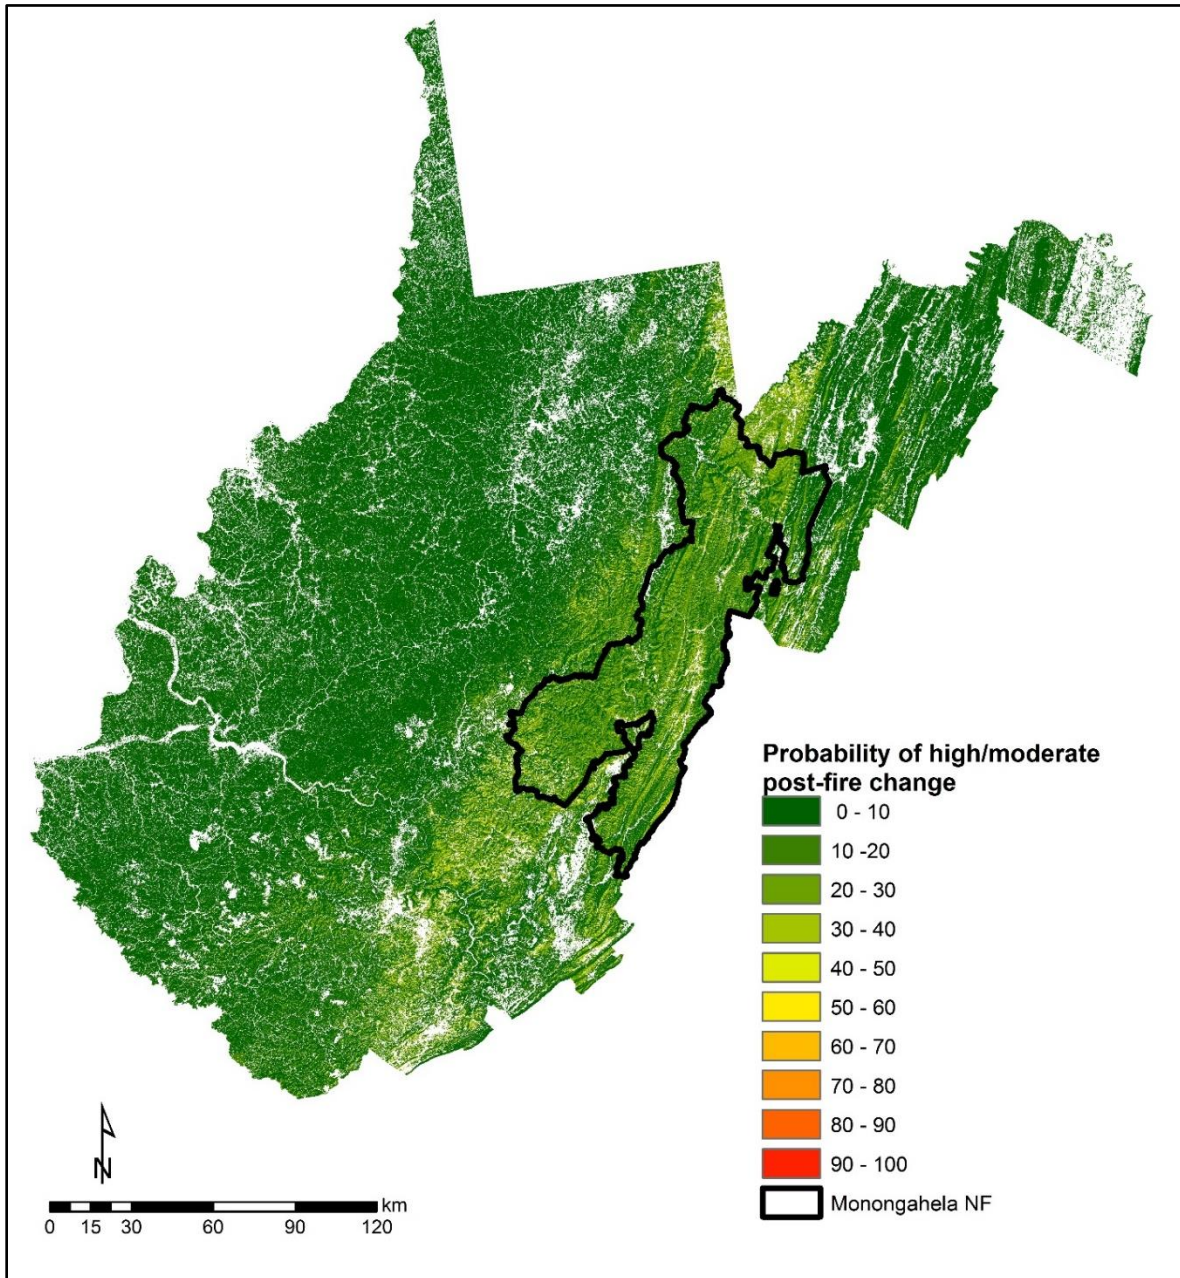 Probability of high/moderate
post-fire change
0 - 10
10 -20
20 - 30
30 - 40
40 - 50
50 - 60
60 - 70
70 - 80
80 - 90
90 - 100
Monongahela NF
N
km
0 15 30 60 90 120